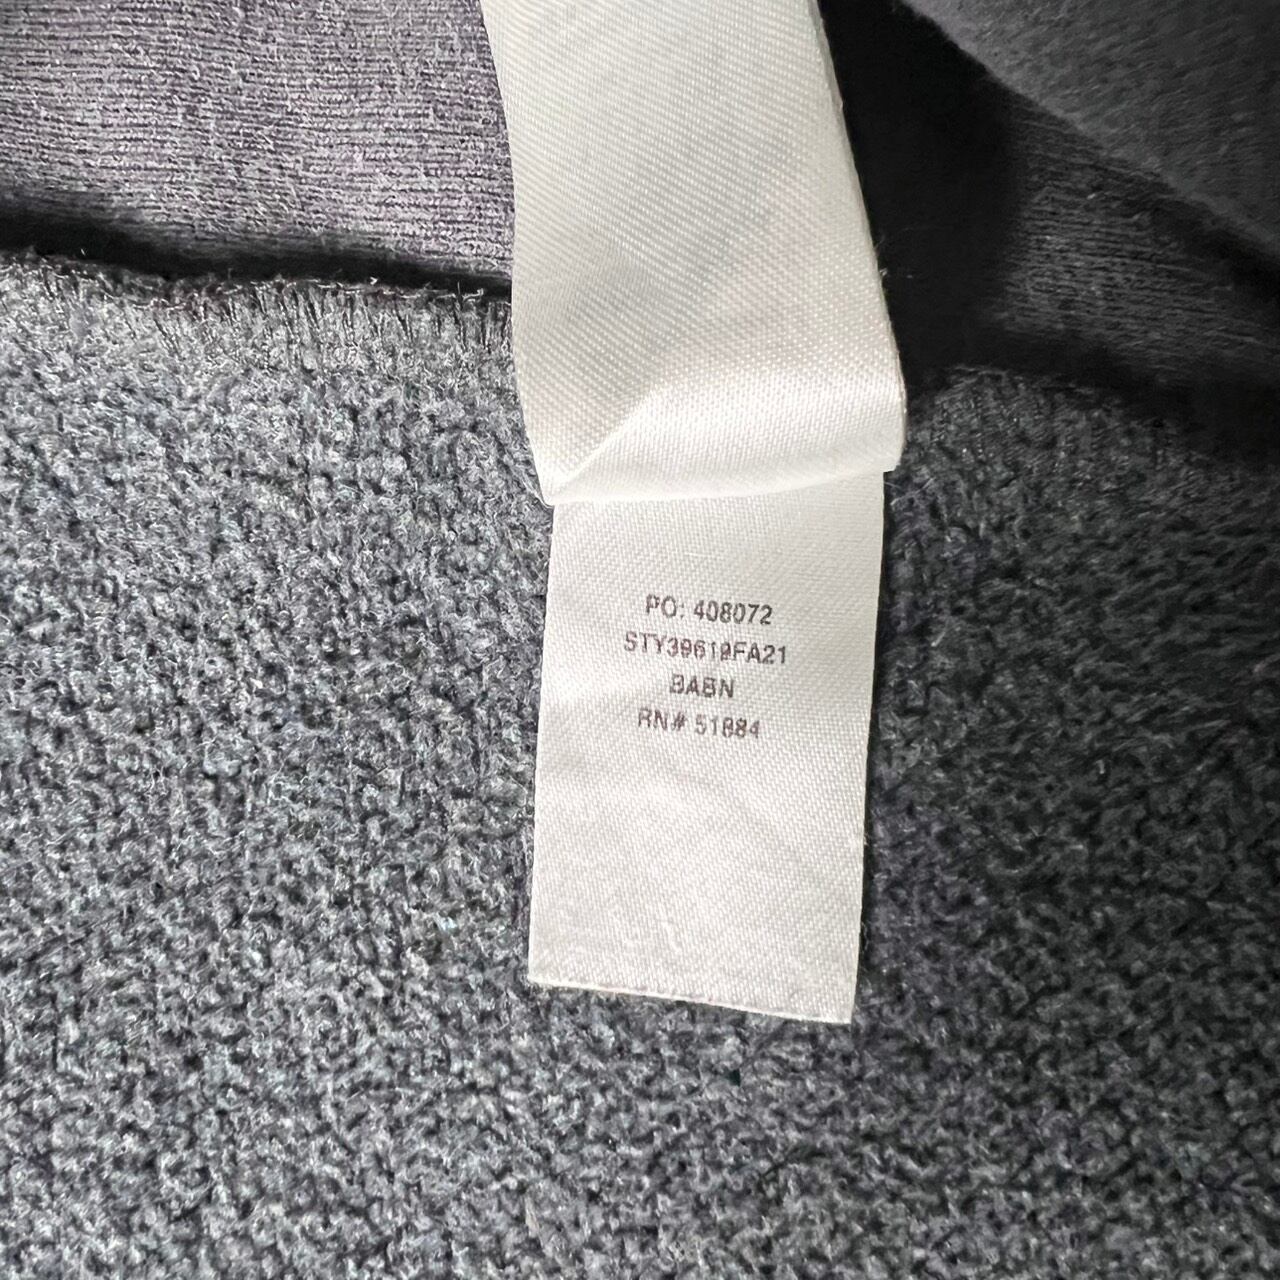 PO: 408072
STY39619FA21
BABN
RN# 51884